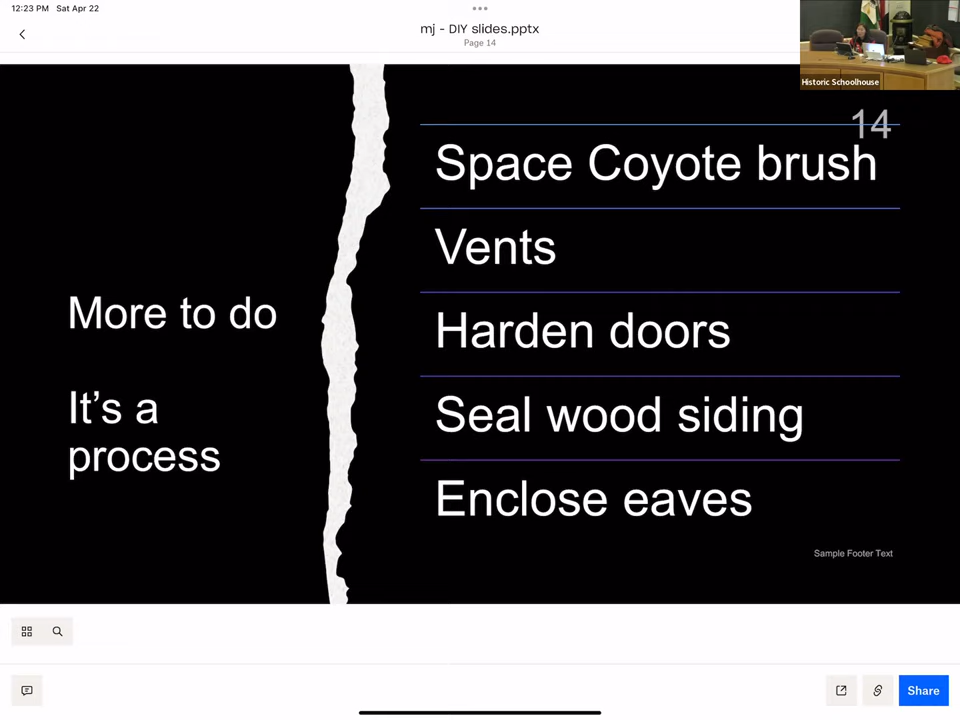 12:23 PM Sat Apr 22
mj - DIY slides.pptx
Page 14
Historic Schoolhouse
14
Space Coyote brush
Vents
Harden doors
Seal wood siding
Enclose eaves
More to do
It's a
process
Sample Footer Text
Share